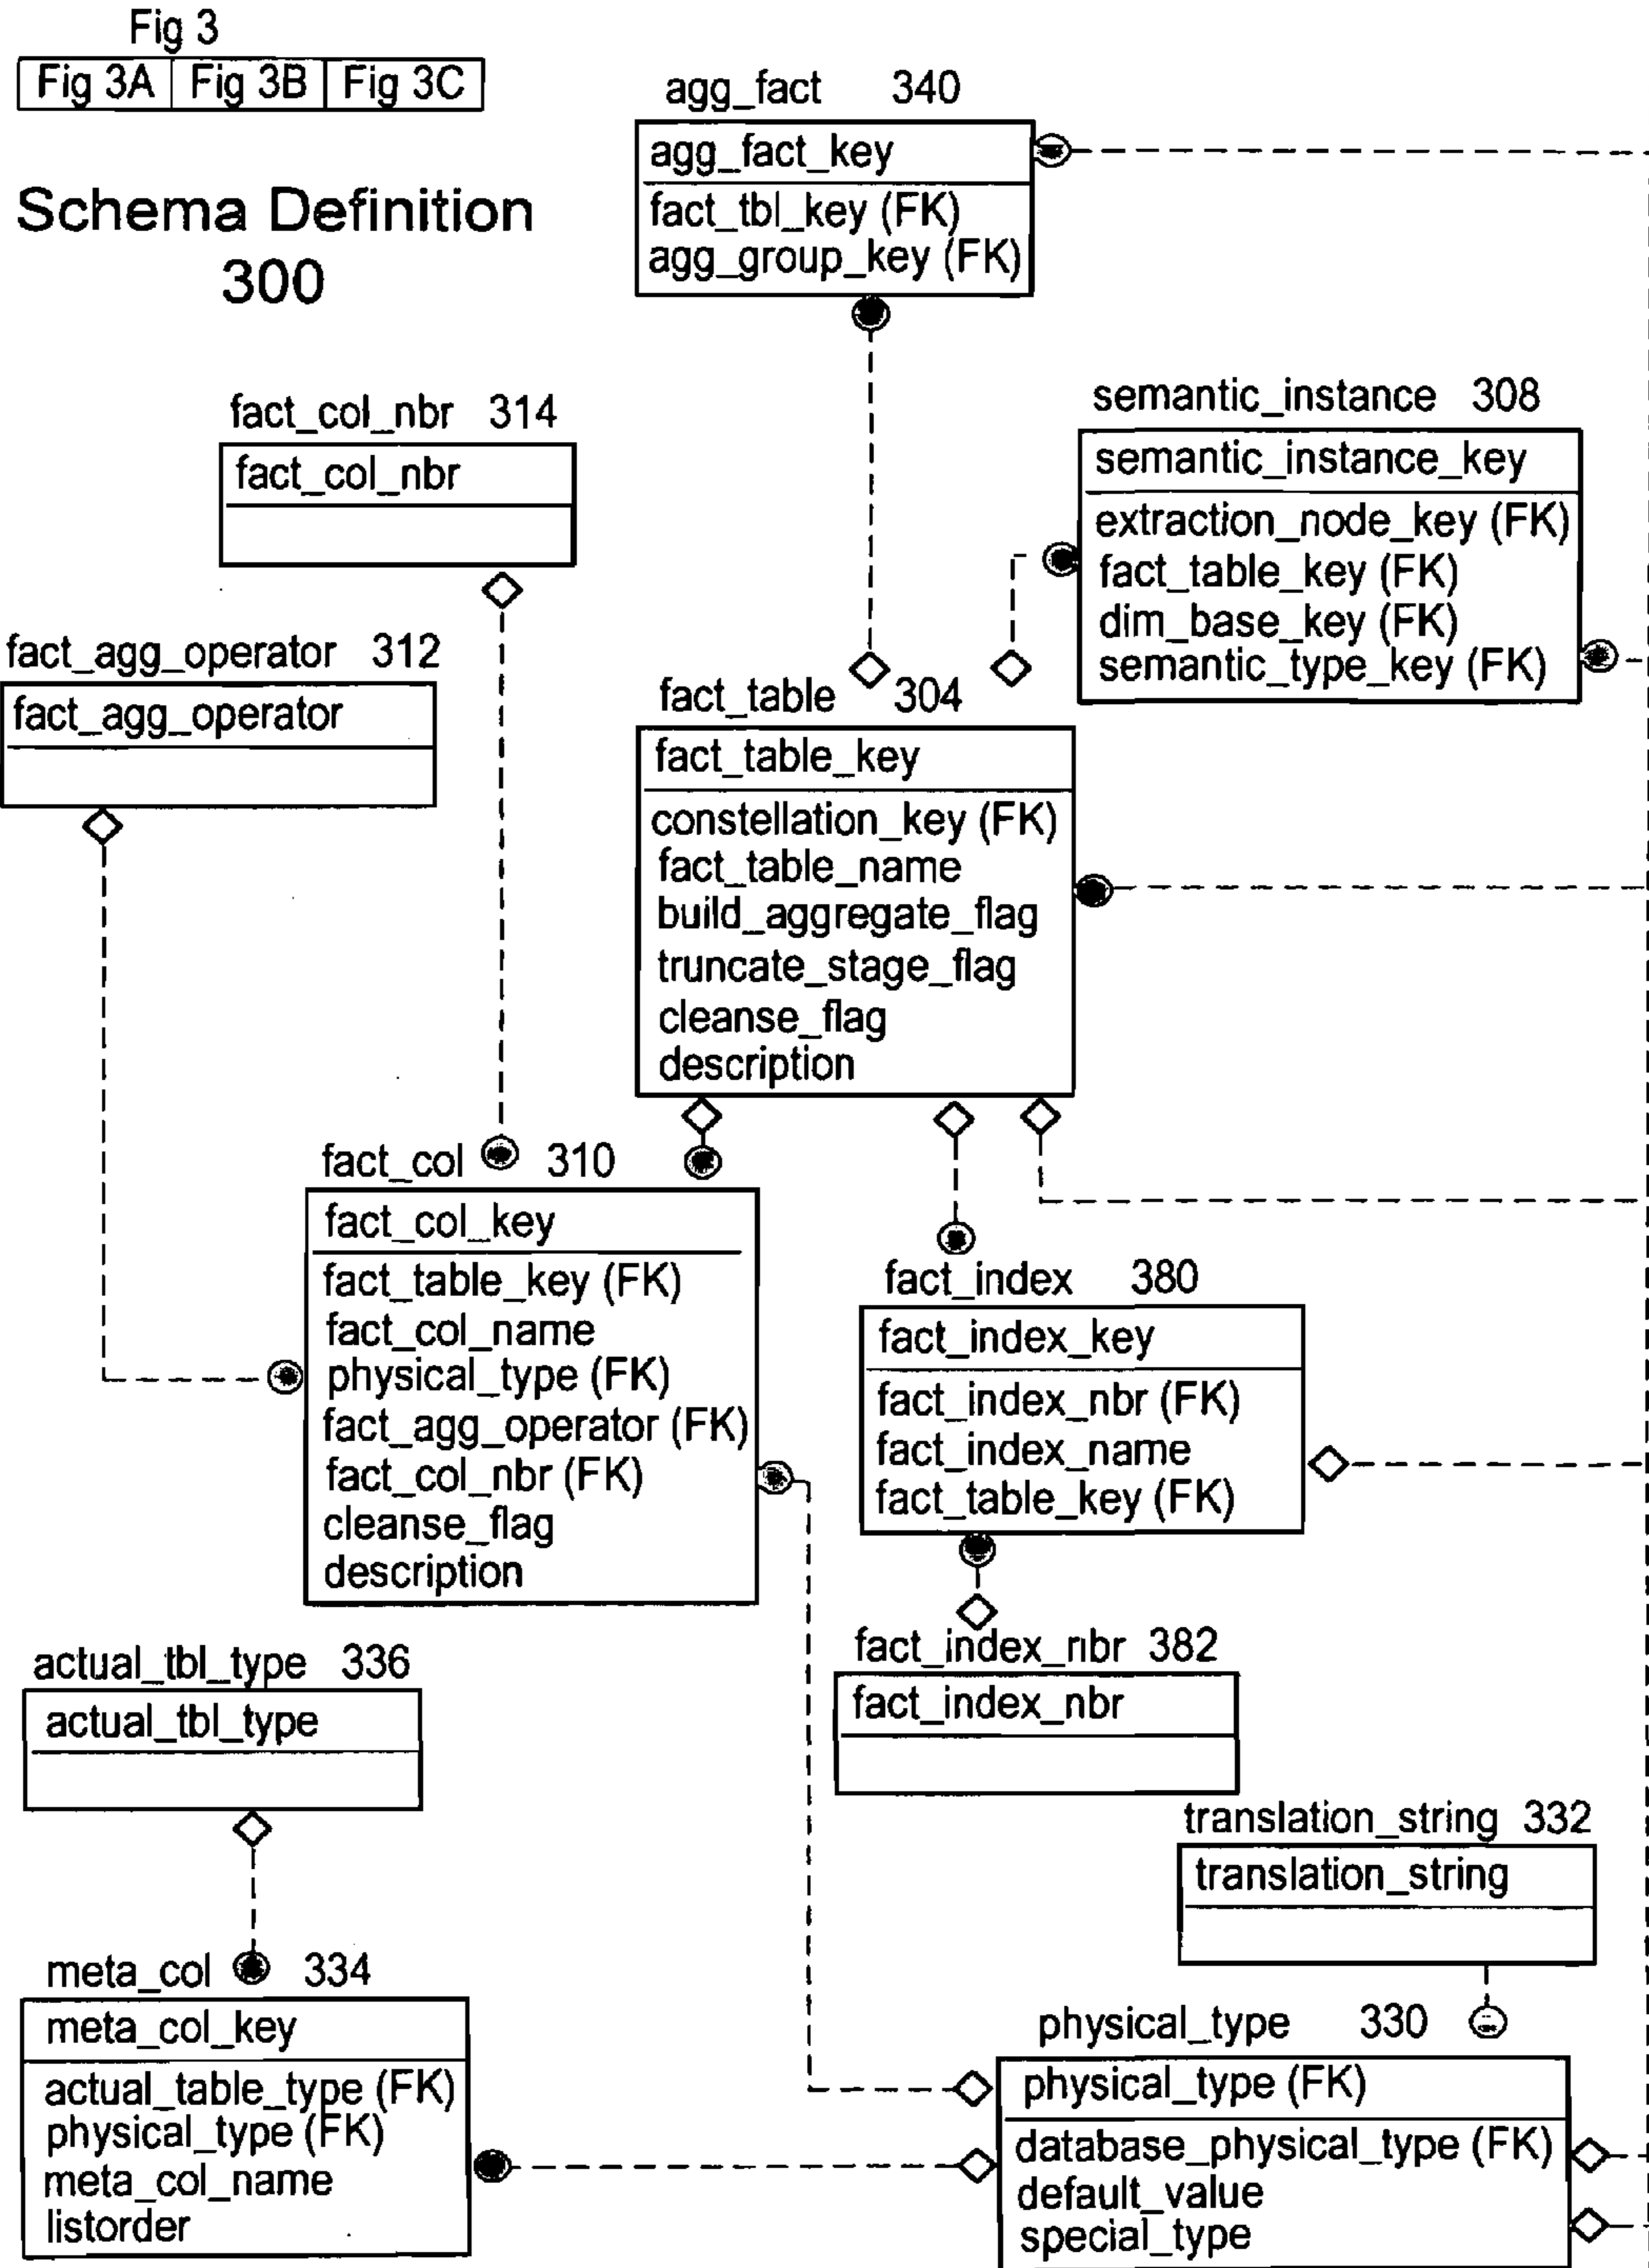 Fig 3
Fig 3A Fig 3B Fig 3C
Schema Definition
300
agg_fact 340
agg_fact_key
fact_tbl_key (FK)
agg_group_key (FK)
semantic_instance 308
semantic_instance_key
extraction_node_key (FK)
fact_table_key (FK)
dim_base_key (FK)
semantic_type_key (FK)
fact_col_nbr 314
fact_col_nbr
fact_agg_operator 312
fact_agg_operator
fact_table 304
fact_table_key
constellation_key (FK)
fact_table_name
build_aggregate_flag
truncate_stage_flag
cleanse_flag
description
fact_col 310
fact_col_key
fact_table_key (FK)
fact_col_name
physical_type (FK)
fact_agg_operator (FK)
fact_col_nbr (FK)
cleanse_flag
description
fact_index 380
fact_index_key
fact_index_nbr (FK)
fact_index_name
fact_table_key (FK)
fact_index_nbr 382
fact_index_nbr
actual_tbl_type 336
actual_tbl_type
translation_string 332
translation_string
meta_col 334
meta_col_key
actual_table_type (FK)
physical_type (FK)
meta_col_name
listorder
physical_type 330
physical_type (FK)
database_physical_type (FK)
default_value
special_type